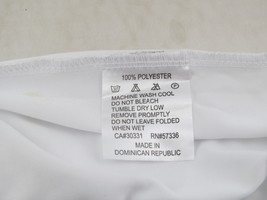 100% POLYESTER
MACHINE WASH COOL
DO NOT BLEACH
TUMBLE DRY LOW
REMOVE PROMPTLY
DO NOT LEAVE FOLDED
WHEN WET
CA#30331 RN#57336
MADE IN
DOMINICAN REPUBLIC